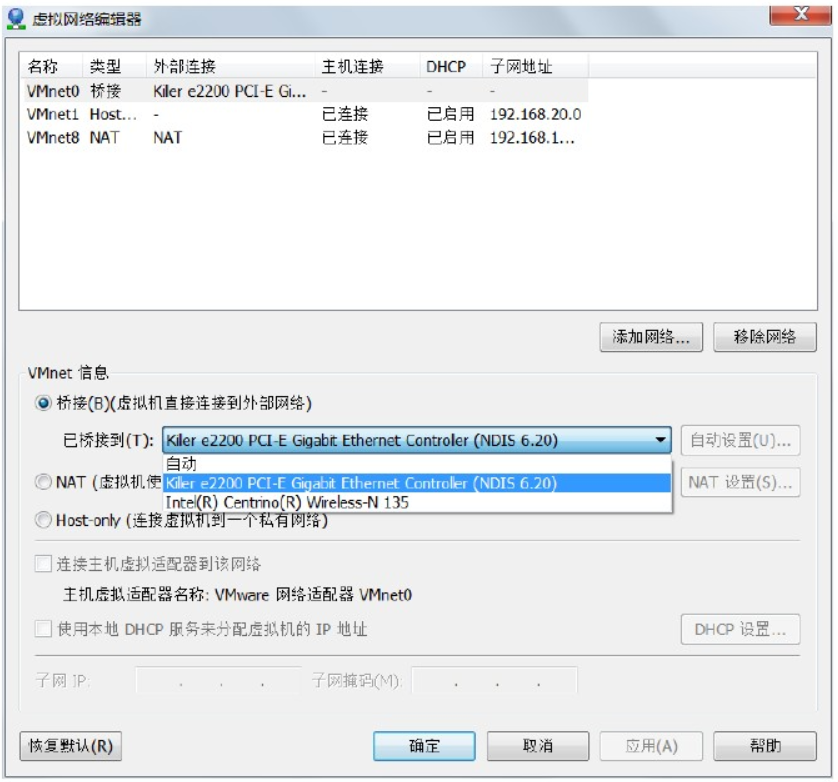 虚拟网络编辑器
名称 类型 外部连接 主机连接 DHCP 子网地址
VMnet0 桥接 Kiler e2200 PCI-E Gi... - - -
VMnet1 Host... - 已连接 已启用 192.168.20.0
VMnet8 NAT NAT 已连接 已启用 192.168.1...
添加网络... 移除网络
VMnet 信息
桥接(B)(虚拟机直接连接到外部网络)
已桥接到(T): Kiler e2200 PCI-E Gigabit Ethernet Controler (NDIS 6.20) 自动设置(U)...
自动
NAT (虚拟机使 Kiler e2200 PCI-E Gigabit Ethernet Controler (NDIS 6.20) NAT 设置(S)...
Intel(R) Centrino(R) Wireless-N 135
Host-only (连接虚拟机到一个私有网络)
连接主机虚拟适配器到该网络
主机虚拟适配器名称: VMware 网络适配器 VMnet0
使用本地 DHCP 服务来分配虚拟机的 IP 地址 DHCP 设置...
子网 IP: . . . 子网掩码(M): . . .
恢复默认(R) 确定 取消 应用(A) 帮助